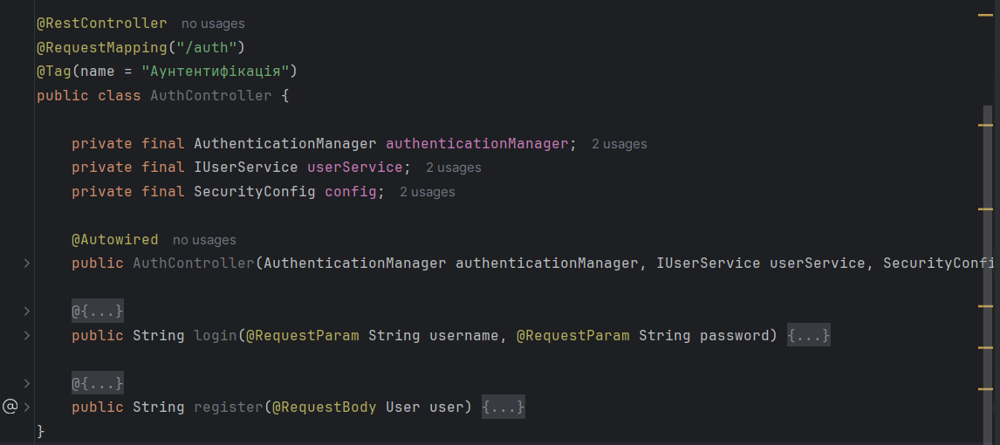 @RestController no usages
@RequestMapping("/auth")
@Tag(name = "Аунтентифікація")
public class AuthController {
private final AuthenticationManager authenticationManager; 2 usages
private final IUserService userService; 2 usages
private final SecurityConfig config; 2 usages
@Autowired no usages
public AuthController(AuthenticationManager authenticationManager, IUserService userService, SecurityConfi
@{...}
public String login(@RequestParam String username, @RequestParam String password) {...}
@{...}
public String register(@RequestBody User user) {...}
}